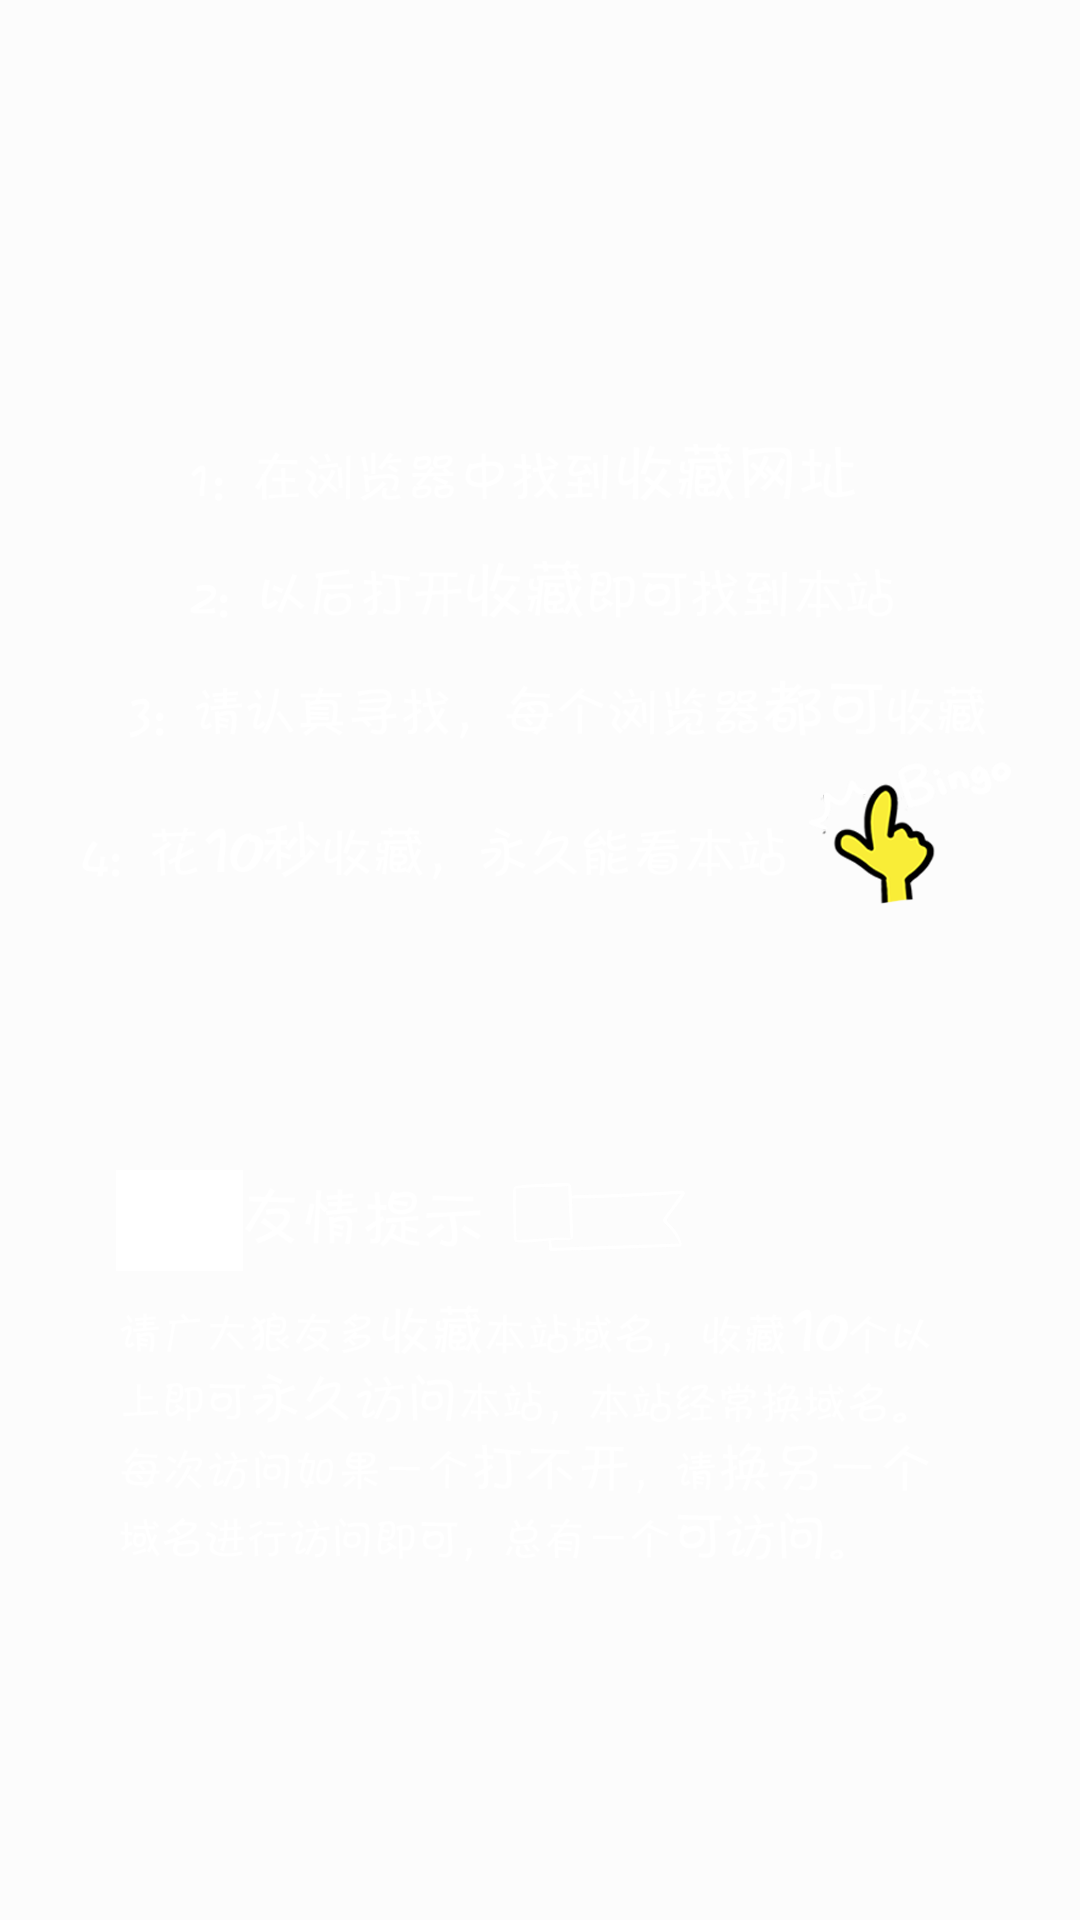 1: 在浏览器中找到收藏网址
2: 以后打开收藏即可找到本站
3: 请认真寻找，每个浏览器都可收藏
Bingo
4: 花10秒收藏，永久能看本站
友情提示
请广大狼友多收藏本站域名，收藏10个以
上即可永久访问本站，本站经常换域名。
每次访问如果一个打不开，请换另一个
域名进行访问即可，总有一个可访问。